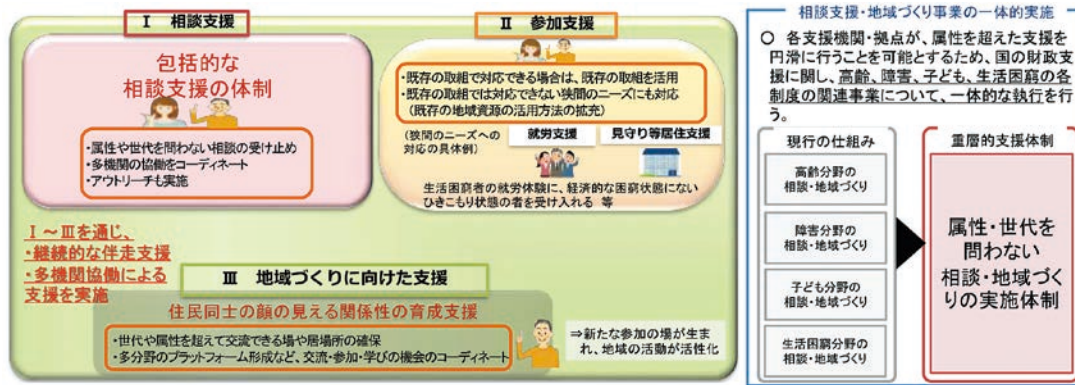 Ⅰ 相談支援
包括的な
相談支援の体制
・属性や世代を問わない相談の受け止め
・多機関の協働をコーディネート
・アウトリーチも実施
Ⅱ 参加支援
・既存の取組で対応できる場合は、既存の取組を活用
・既存の取組では対応できない狭間のニーズにも対応
(既存の地域資源の活用方法の拡充)
(狭間のニーズへの
対応の具体例)
就労支援
見守り等居住支援
生活困窮者の就労体験に、経済的な困窮状態にない
ひきこもり状態の者を受け入れる 等
Ⅰ~Ⅲを通じ、
・継続的な伴走支援
・多機関協働による
支援を実施
Ⅲ 地域づくりに向けた支援
住民同士の顔の見える関係性の育成支援
・世代や属性を超えて交流できる場や居場所の確保
・多分野のプラットフォーム形成など、交流・参加・学びの機会のコーディネート
⇒新たな参加の場が生ま
れ、地域の活動が活性化
相談支援・地域づくり事業の一体的実施
○ 各支援機関・拠点が、属性を超えた支援を
円滑に行うことを可能とするため、国の財政支
援に関し、高齢、障害、子ども、生活困窮の各
制度の関連事業について、一体的な執行を行
う。
現行の仕組み
高齢分野の
相談・地域づくり
障害分野の
相談・地域づくり
子ども分野の
相談・地域づくり
生活困窮分野の
相談・地域づくり
重層的支援体制
属性・世代を
問わない
相談・地域づく
りの実施体制